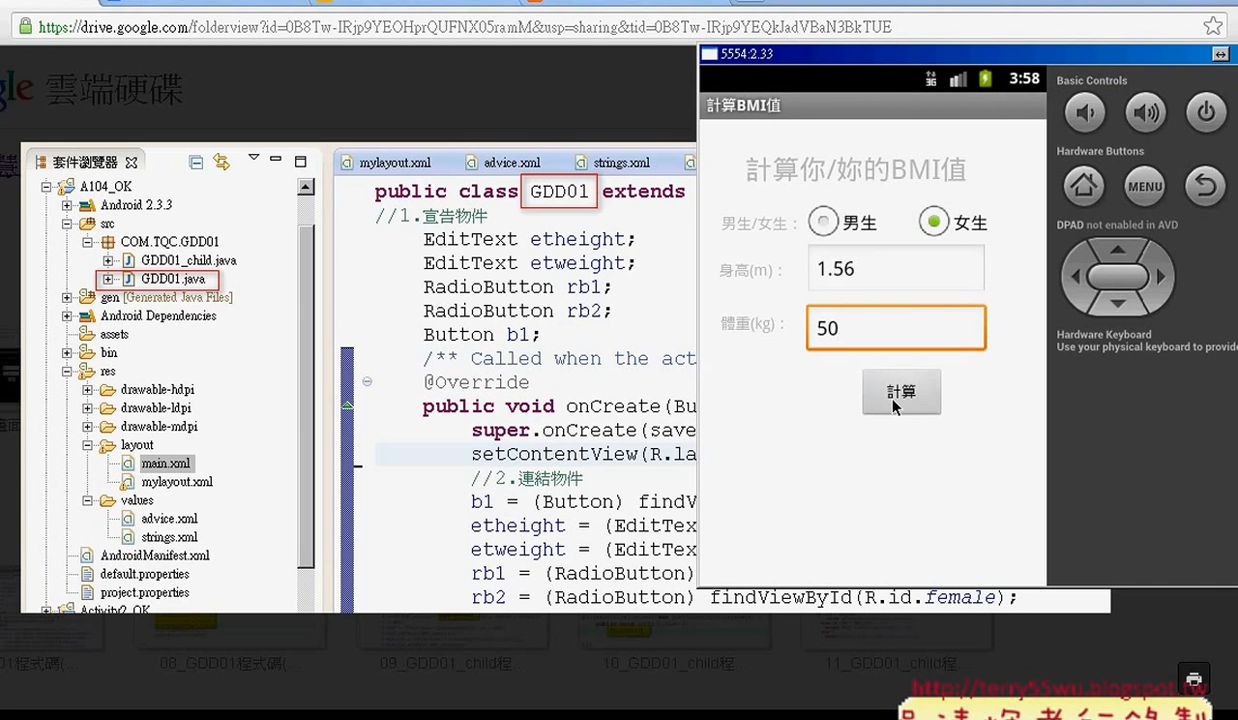 https://drive.google.com/folderview?id=0B8Tw-IRjp9YEOHprQUFNX05ramM&usp=sharing&tid=0B8Tw-IRjp9YEQkJadVBaN3BkTUE
gle 雲端硬碟
套件瀏覽器
A104_OK
Android 2.3.3
src
COM.TQC.GDD01
GDD01_child.java
GDD01.java
gen [Generated Java Files]
Android Dependencies
assets
bin
res
drawable-hdpi
drawable-ldpi
drawable-mdpi
layout
main.xml
mylayout.xml
values
advice.xml
strings.xml
AndroidManifest.xml
default.properties
project.properties
Activity2_OK
mylayout.xml
advice.xml
strings.xml
public class GDD01 extends
//1.宣告物件
EditText etheight;
EditText etweight;
RadioButton rb1;
RadioButton rb2;
Button b1;
/** Called when the act
@Override
public void onCreate(Bu
super.onCreate(save
setContentView(R.la
//2.連結物件
b1 = (Button) findV
etheight = (EditTex
etweight = (EditTex
rb1 = (RadioButton)
rb2 = (RadioButton) findViewById(R.id.female);
5554:2.33
3G
3:58
計算BMI值
計算你/妳的BMI值
男生/女生:
男生
女生
身高(m):
1.56
體重(kg):
50
計算
Basic Controls
Hardware Buttons
MENU
DPAD not enabled in AVD
Hardware Keyboard
Use your physical keyboard to provide
01程式碼(...
08_GDD01程式碼(...
09_GDD01_child程...
10_GDD01_child程...
11_GDD01_child程...
http://terry55wu.blogspot.tw